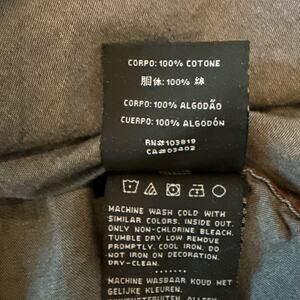 CORPO: 100% COTONE
胴体: 100% 綿
CORPO: 100% ALGODÃO
CUERPO: 100% ALGODÓN
RN#103819
CA#03402
MACHINE WASH COLD WITH
SIMILAR COLORS. INSIDE OUT.
ONLY NON-CHLORINE BLEACH.
TUMBLE DRY LOW REMOVE
PROMPTLY. COOL IRON. DO
NOT IRON ON DECORATION.
DRY-CLEAN.
MACHINE WASBAAR KOUD MET
GELIJKE KLEUREN.
BINNENSTEBUITEN. ALLEEN